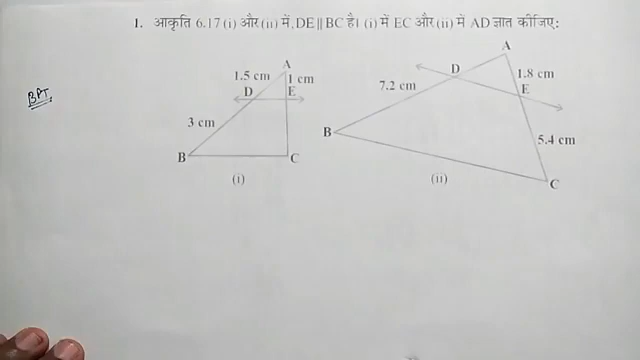 1. आकृति 6.17 (i) और (ii) में, DE || BC है। (i) में EC और (ii) में AD ज्ञात कीजिए:
BPT
A
1.5 cm
1 cm
D
E
3 cm
B
C
(i)
A
D
1.8 cm
7.2 cm
E
B
5.4 cm
C
(ii)